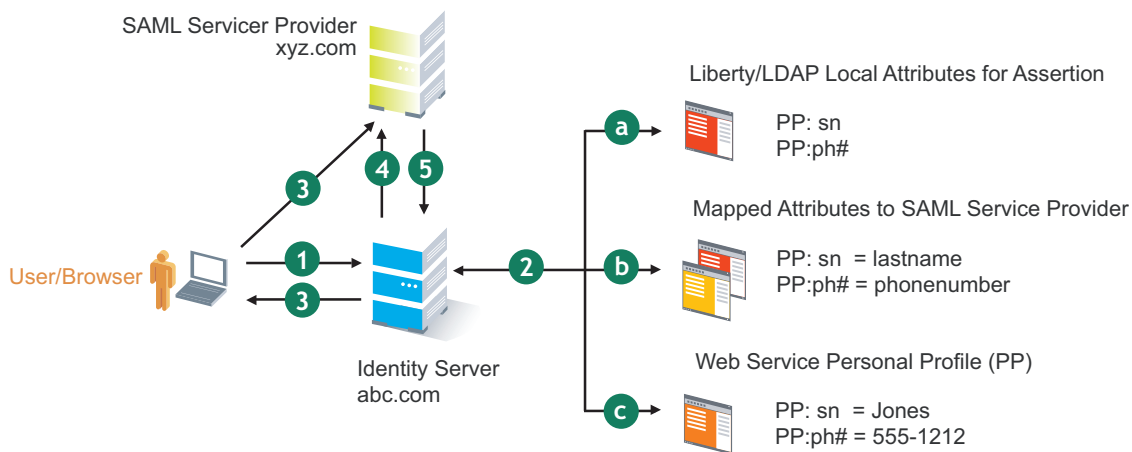 SAML Servicer Provider
xyz.com
Liberty/LDAP Local Attributes for Assertion
a
PP: sn
PP:ph#
4
5
3
Mapped Attributes to SAML Service Provider
User/Browser
1
2
b
PP: sn = lastname
PP:ph# = phonenumber
3
Identity Server
abc.com
Web Service Personal Profile (PP)
c
PP: sn = Jones
PP:ph# = 555-1212